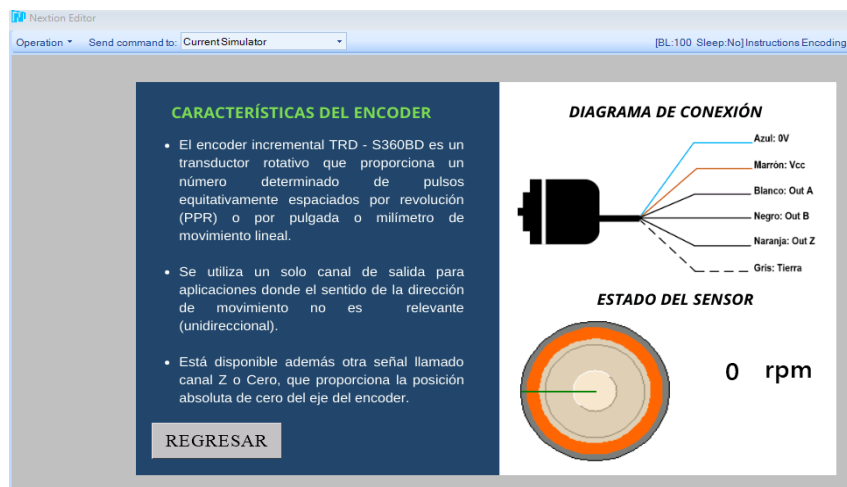 Nextion Editor
Operation Send command to: Current Simulator [BL:100 Sleep:No] Instructions Encoding
CARACTERÍSTICAS DEL ENCODER
• El encoder incremental TRD - S360BD es un
transductor rotativo que proporciona un
número determinado de pulsos
equitativamente espaciados por revolución
(PPR) o por pulgada o milímetro de
movimiento lineal.
• Se utiliza un solo canal de salida para
aplicaciones donde el sentido de la dirección
de movimiento no es relevante
(unidireccional).
• Está disponible además otra señal llamado
canal Z o Cero, que proporciona la posición
absoluta de cero del eje del encoder.
REGRESAR
DIAGRAMA DE CONEXIÓN
Azul: 0V
Marrón: Vcc
Blanco: Out A
Negro: Out B
Naranja: Out Z
Gris: Tierra
ESTADO DEL SENSOR
0 rpm